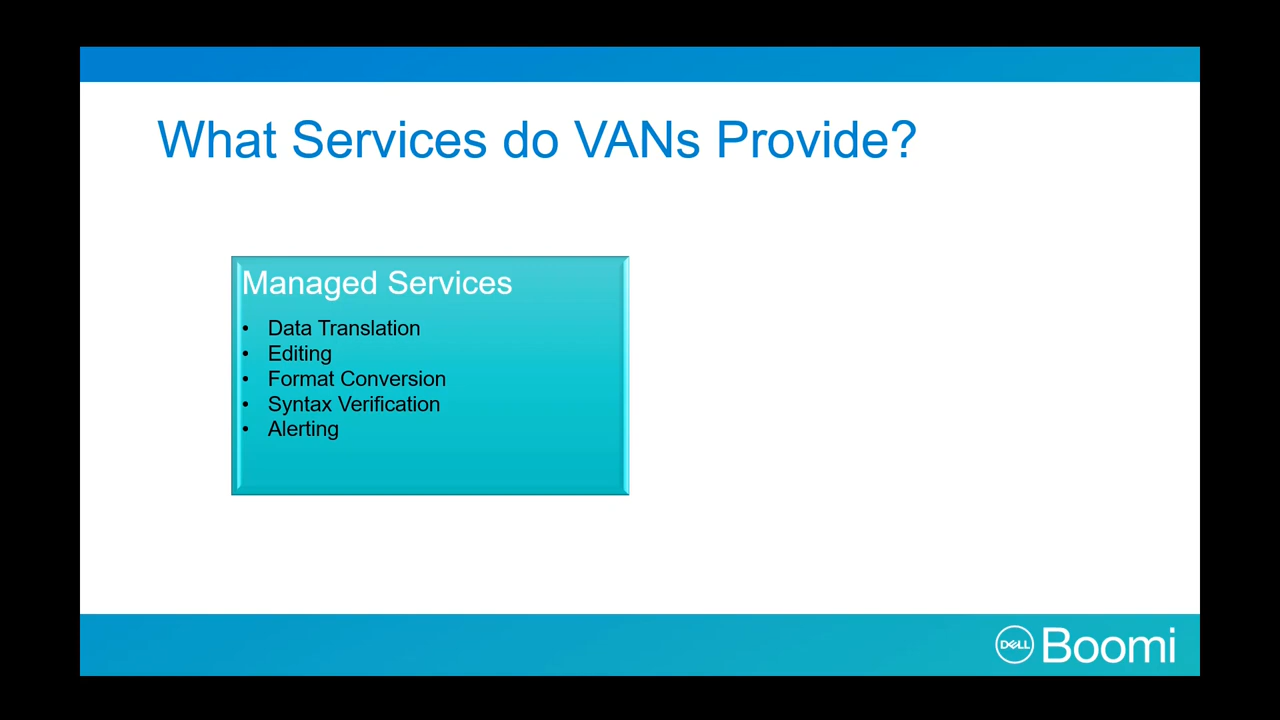 What Services do VANs Provide?
Managed Services
• Data Translation
• Editing
• Format Conversion
• Syntax Verification
• Alerting
DELL Boomi